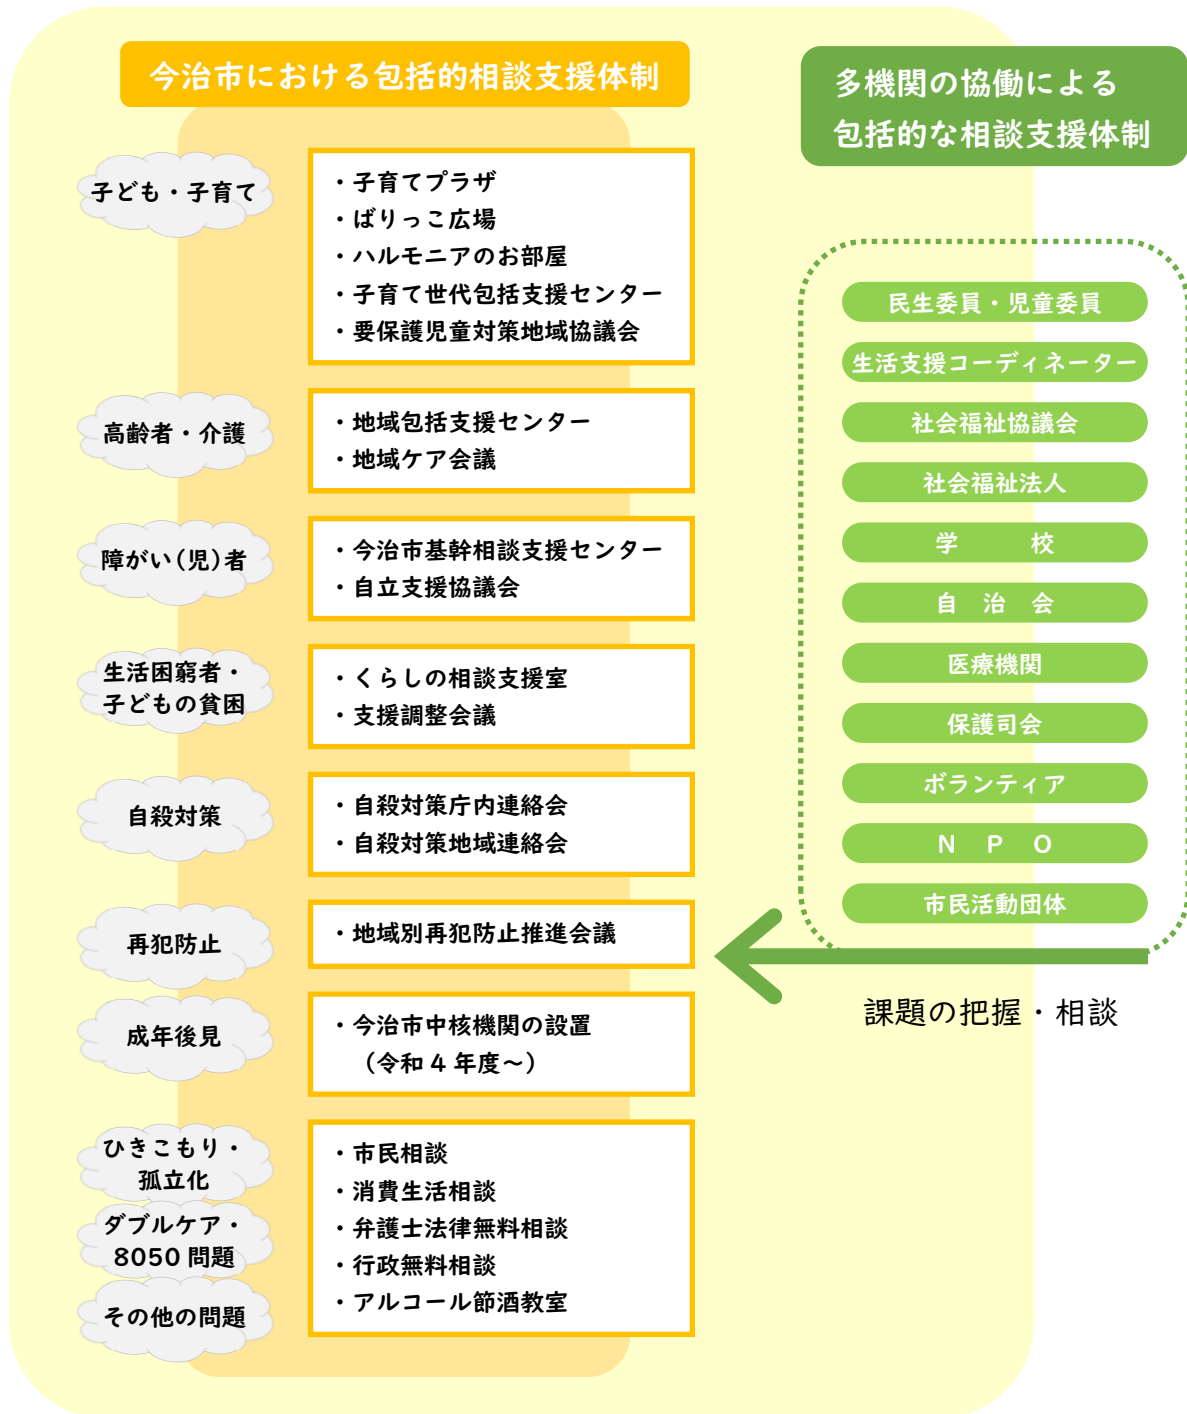 今治市における包括的相談支援体制
子ども・子育て
・子育てプラザ
・ばりっこ広場
・ハルモニアのお部屋
・子育て世代包括支援センター
・要保護児童対策地域協議会
高齢者・介護
・地域包括支援センター
・地域ケア会議
障がい(児)者
・今治市基幹相談支援センター
・自立支援協議会
生活困窮者・
子どもの貧困
・くらしの相談支援室
・支援調整会議
自殺対策
・自殺対策庁内連絡会
・自殺対策地域連絡会
再犯防止
・地域別再犯防止推進会議
成年後見
・今治市中核機関の設置
(令和4年度～)
ひきこもり・
孤立化
ダブルケア・
8050問題
その他の問題
・市民相談
・消費生活相談
・弁護士法律無料相談
・行政無料相談
・アルコール節酒教室
多機関の協働による
包括的な相談支援体制
民生委員・児童委員
生活支援コーディネーター
社会福祉協議会
社会福祉法人
学　　　校
自　治　会
医療機関
保護司会
ボランティア
N　P　O
市民活動団体
課題の把握・相談